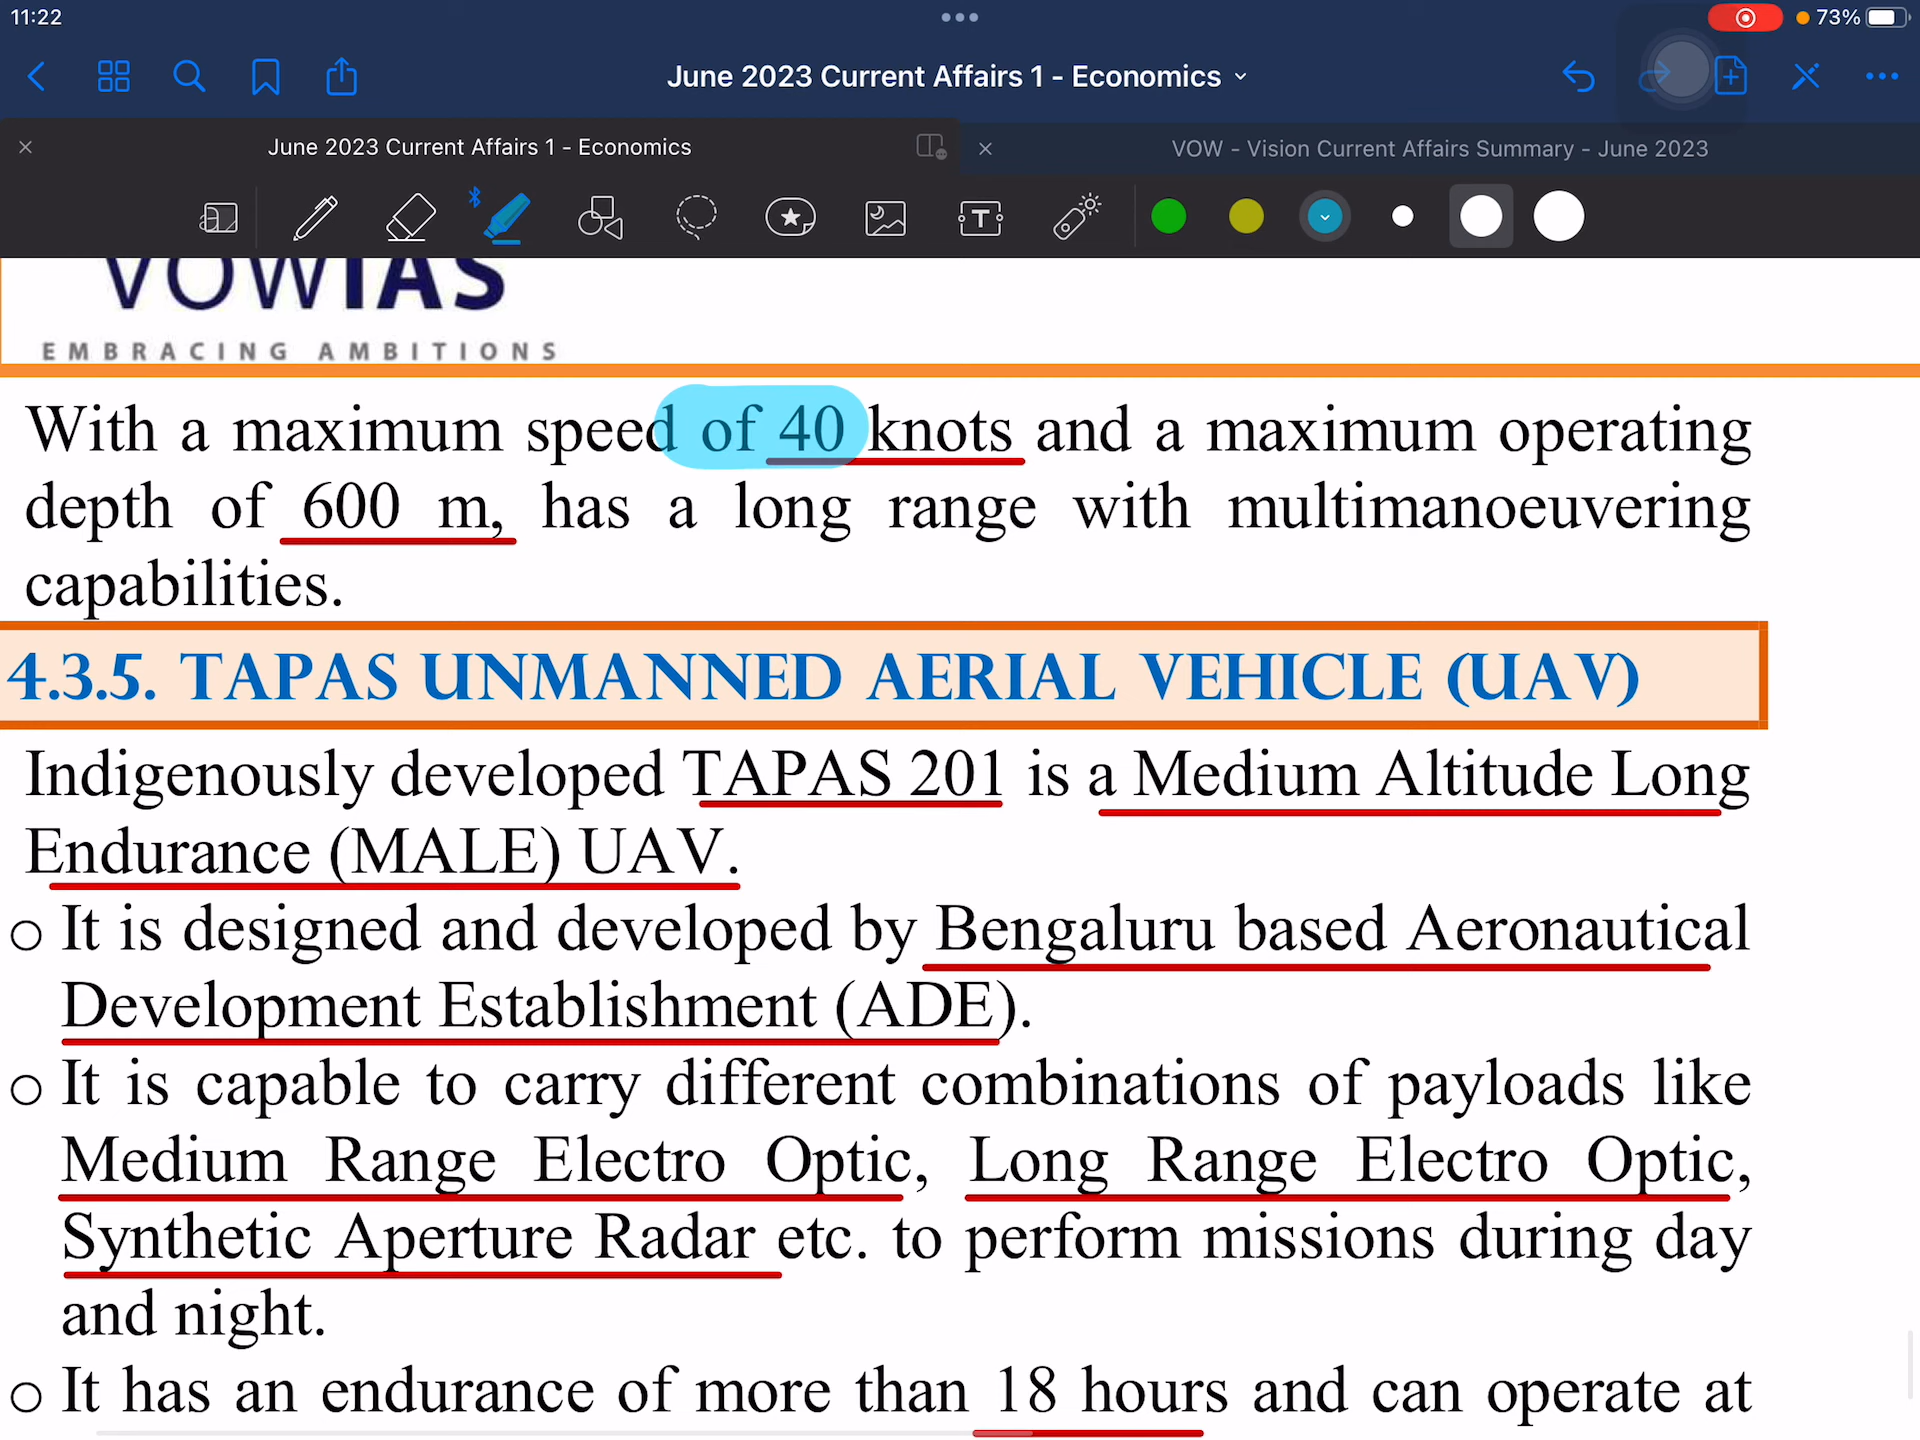 11:22
73%
June 2023 Current Affairs 1 - Economics
June 2023 Current Affairs 1 - Economics
VOW - Vision Current Affairs Summary - June 2023
VOWIAS
EMBRACING AMBITIONS
With a maximum speed of 40 knots and a maximum operating
depth of 600 m, has a long range with multimanoeuvering
capabilities.
4.3.5. TAPAS UNMANNED AERIAL VEHICLE (UAV)
Indigenously developed TAPAS 201 is a Medium Altitude Long
Endurance (MALE) UAV.
o It is designed and developed by Bengaluru based Aeronautical
Development Establishment (ADE).
o It is capable to carry different combinations of payloads like
Medium Range Electro Optic, Long Range Electro Optic,
Synthetic Aperture Radar etc. to perform missions during day
and night.
o It has an endurance of more than 18 hours and can operate at